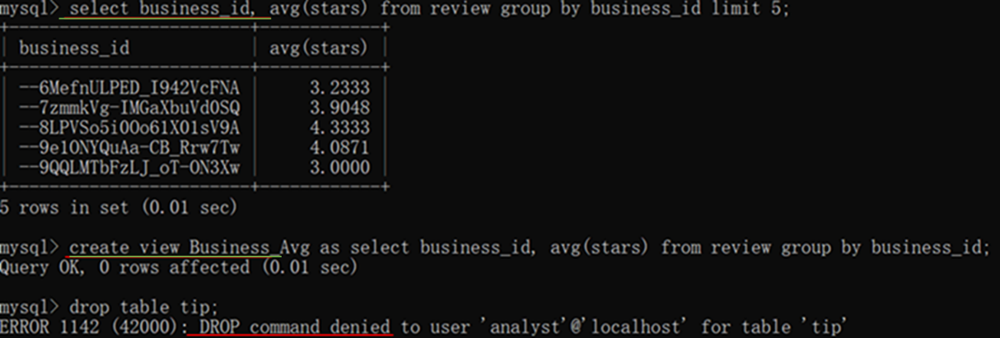 mysql> select business_id, avg(stars) from review group by business_id limit 5;
+------------------------+------------+
| business_id | avg(stars) |
+------------------------+------------+
| --6MefnULPED_I942VcFNA | 3.2333 |
| --7zmmkVg-IMGaXbuVd0SQ | 3.9048 |
| --8LPVSo5i0Oo61X01sV9A | 4.3333 |
| --9e1ONYQuAa-CB_Rrw7Tw | 4.0871 |
| --9QQLMTbFzLJ_oT-ON3Xw | 3.0000 |
+------------------------+------------+
5 rows in set (0.01 sec)
mysql> create view Business_Avg as select business_id, avg(stars) from review group by business_id;
Query OK, 0 rows affected (0.01 sec)
mysql> drop table tip;
ERROR 1142 (42000): DROP command denied to user 'analyst'@'localhost' for table 'tip'